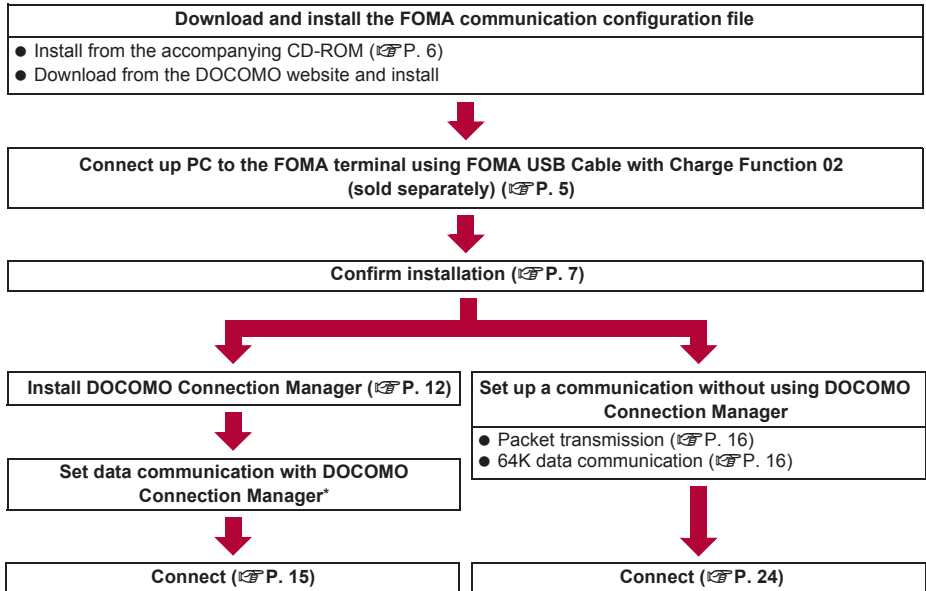 Download and install the FOMA communication configuration file
● Install from the accompanying CD-ROM (☞P. 6)
● Download from the DOCOMO website and install
Connect up PC to the FOMA terminal using FOMA USB Cable with Charge Function 02
(sold separately) (☞P. 5)
Confirm installation (☞P. 7)
Install DOCOMO Connection Manager (☞P. 12)
Set data communication with DOCOMO
Connection Manager*
Connect (☞P. 15)
Set up a communication without using DOCOMO
Connection Manager
● Packet transmission (☞P. 16)
● 64K data communication (☞P. 16)
Connect (☞P. 24)